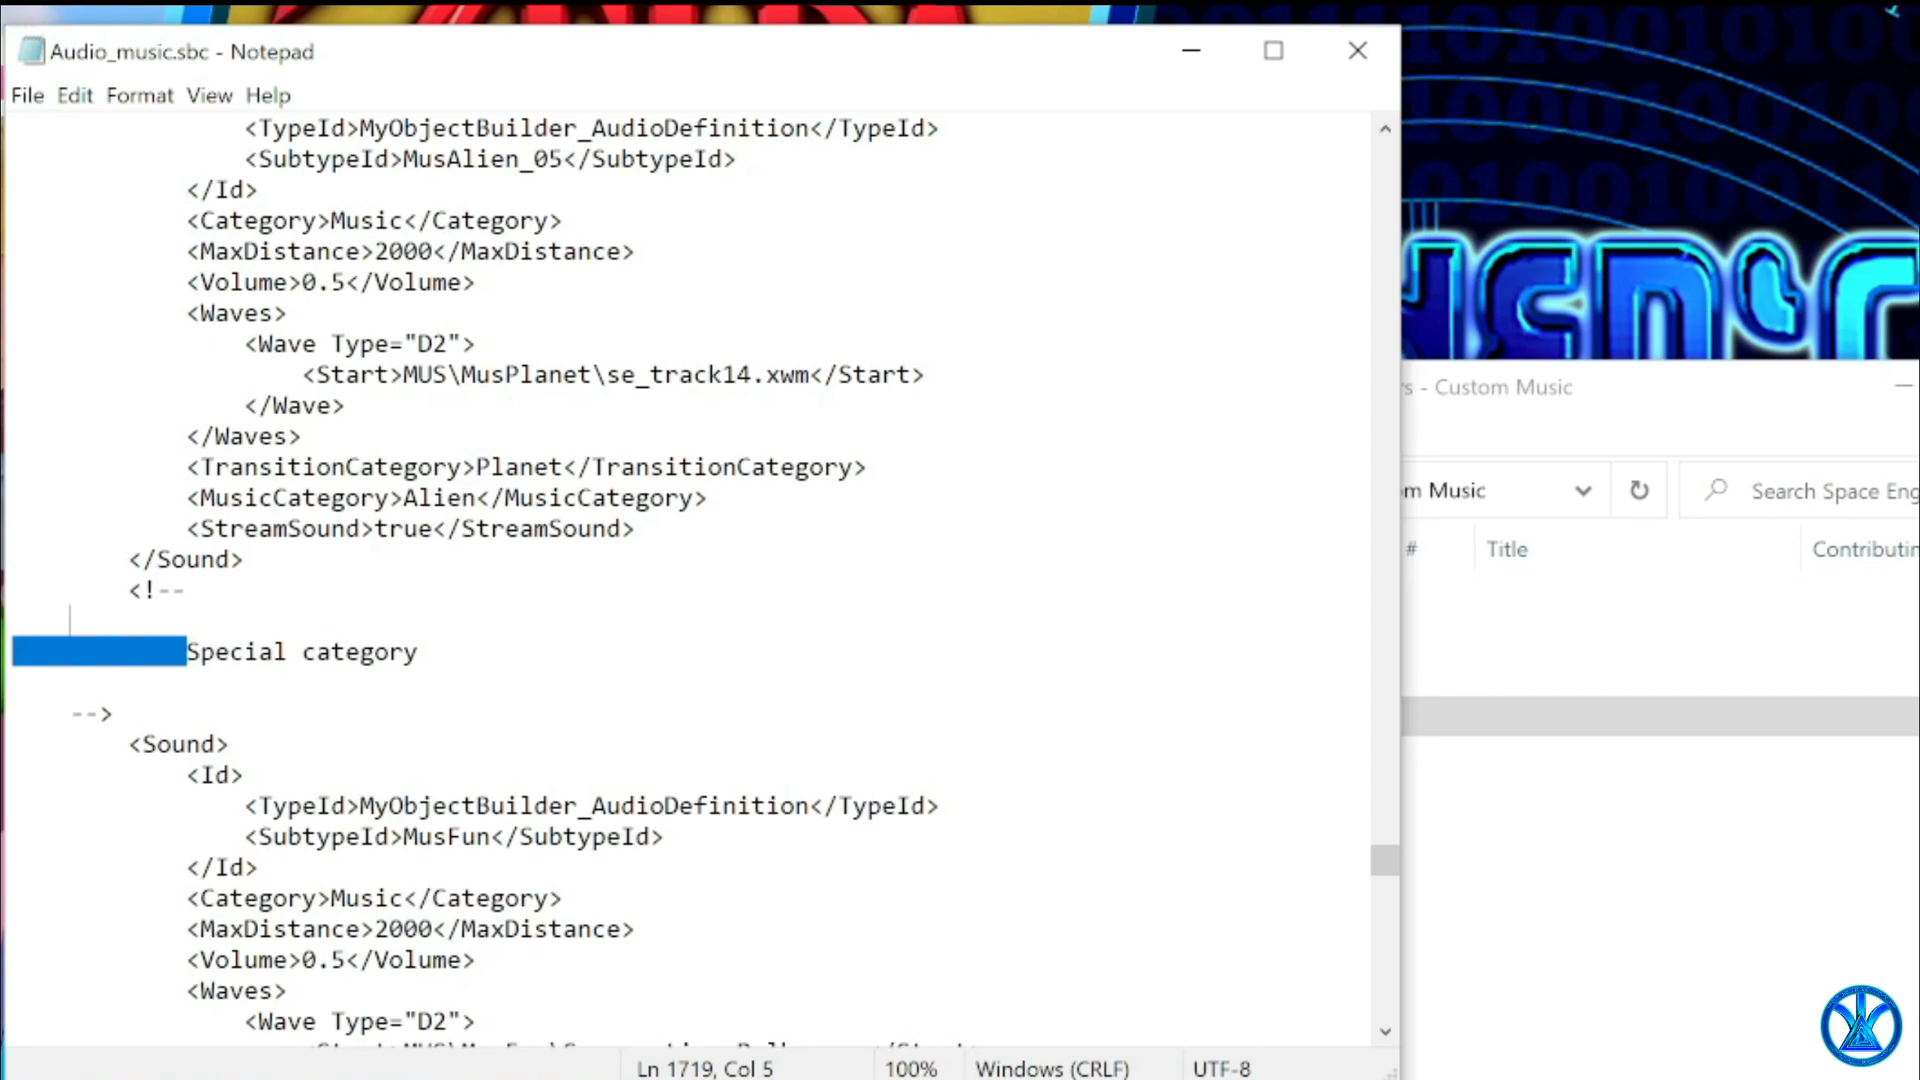 Audio_music.sbc - Notepad
File Edit Format View Help
<TypeId>MyObjectBuilder_AudioDefinition</TypeId>
<SubtypeId>MusAlien_05</SubtypeId>
</Id>
<Category>Music</Category>
<MaxDistance>2000</MaxDistance>
<Volume>0.5</Volume>
<Waves>
<Wave Type="D2">
<Start>MUS\MusPlanet\se_track14.xwm</Start>
</Wave>
</Waves>
<TransitionCategory>Planet</TransitionCategory>
<MusicCategory>Alien</MusicCategory>
<StreamSound>true</StreamSound>
</Sound>
<!--
Special category
-->
<Sound>
<Id>
<TypeId>MyObjectBuilder_AudioDefinition</TypeId>
<SubtypeId>MusFun</SubtypeId>
</Id>
<Category>Music</Category>
<MaxDistance>2000</MaxDistance>
<Volume>0.5</Volume>
<Waves>
<Wave Type="D2">
Ln 1719, Col 5 100% Windows (CRLF) UTF-8
rs - Custom Music
m Music Search Space Eng
# Title Contributin